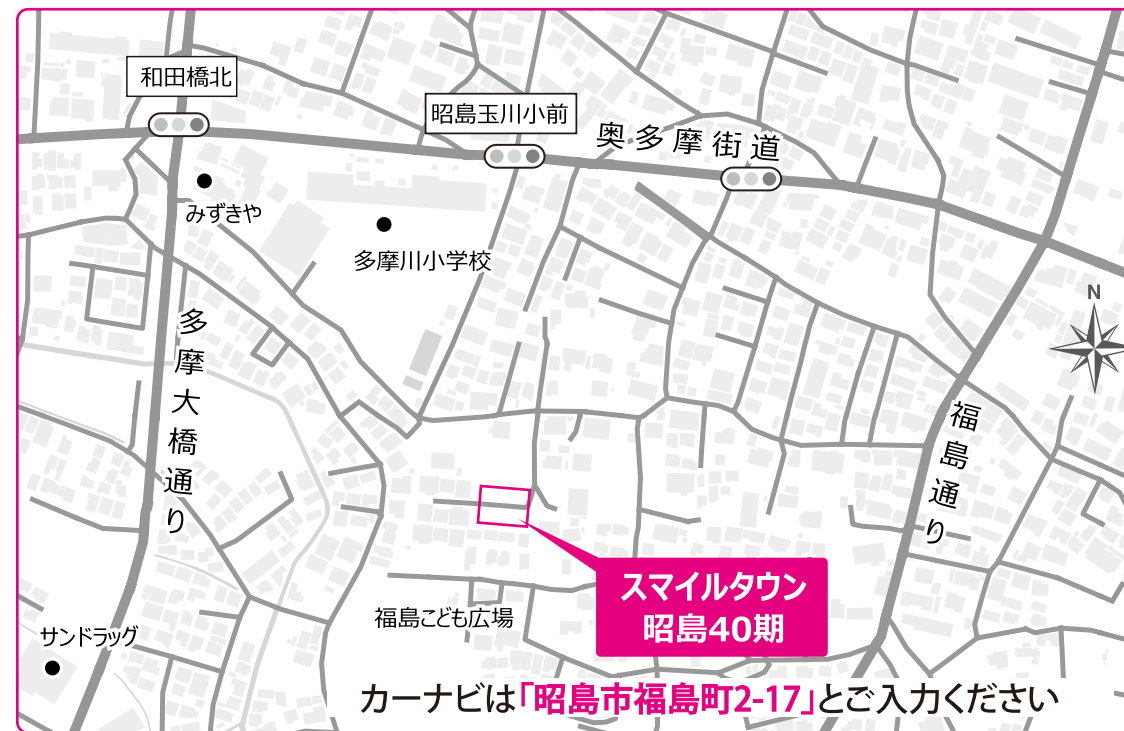 和田橋北
昭島玉川小前
奥多摩街道
みずきや
多摩川小学校
N
多摩大橋通り
福島通り
スマイルタウン
昭島40期
福島こども広場
サンドラッグ
カーナビは「昭島市福島町2-17」とご入力ください